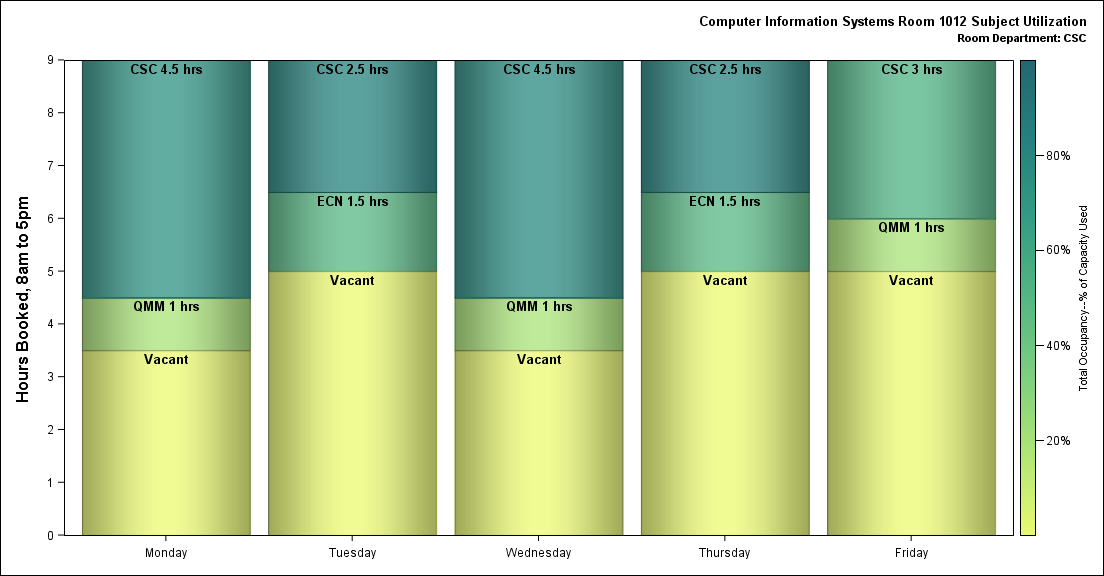 Computer Information Systems Room 1012 Subject Utilization
Room Department: CSC
Hours Booked, 8am to 5pm
9
8
7
6
5
4
3
2
1
0
CSC 4.5 hrs
QMM 1 hrs
Vacant
CSC 2.5 hrs
ECN 1.5 hrs
Vacant
CSC 4.5 hrs
QMM 1 hrs
Vacant
CSC 2.5 hrs
ECN 1.5 hrs
Vacant
CSC 3 hrs
QMM 1 hrs
Vacant
Monday
Tuesday
Wednesday
Thursday
Friday
80%
60%
40%
20%
Total Occupancy--% of Capacity Used